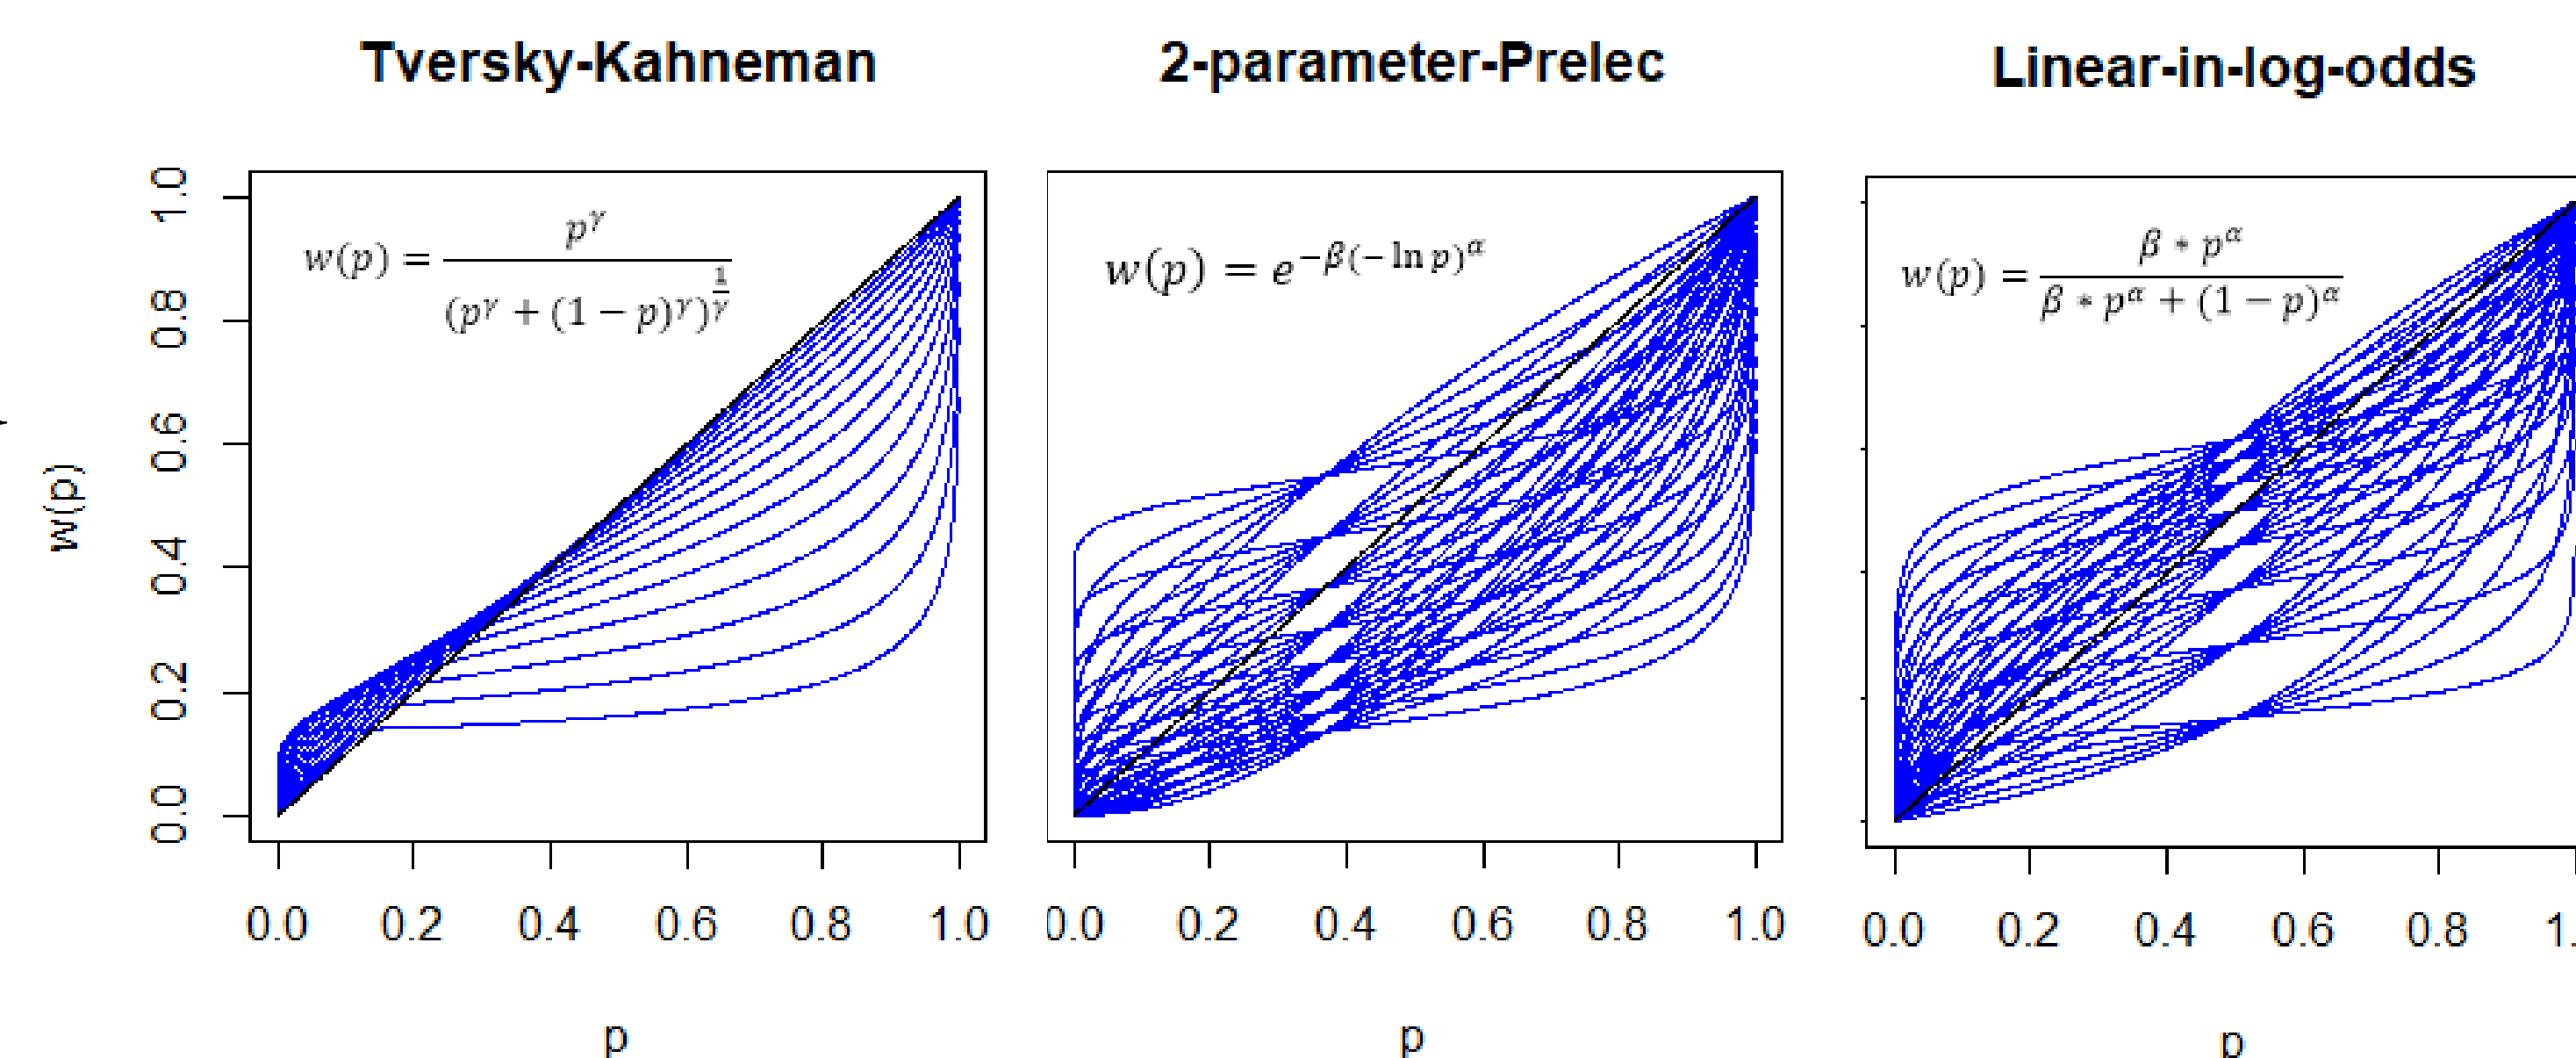 Tversky-Kahneman
2-parameter-Prelec
Linear-in-log-odds
w(p)
1.0
0.8
0.6
0.4
0.2
0.0
w(p) = p^γ / (p^γ + (1 − p)^γ)^(1/γ)
w(p) = e^(−β(− ln p)^α)
w(p) = β * p^α / (β * p^α + (1 − p)^α)
0.0 0.2 0.4 0.6 0.8 1.0
0.0 0.2 0.4 0.6 0.8 1.0
0.0 0.2 0.4 0.6 0.8 1.
p
p
p